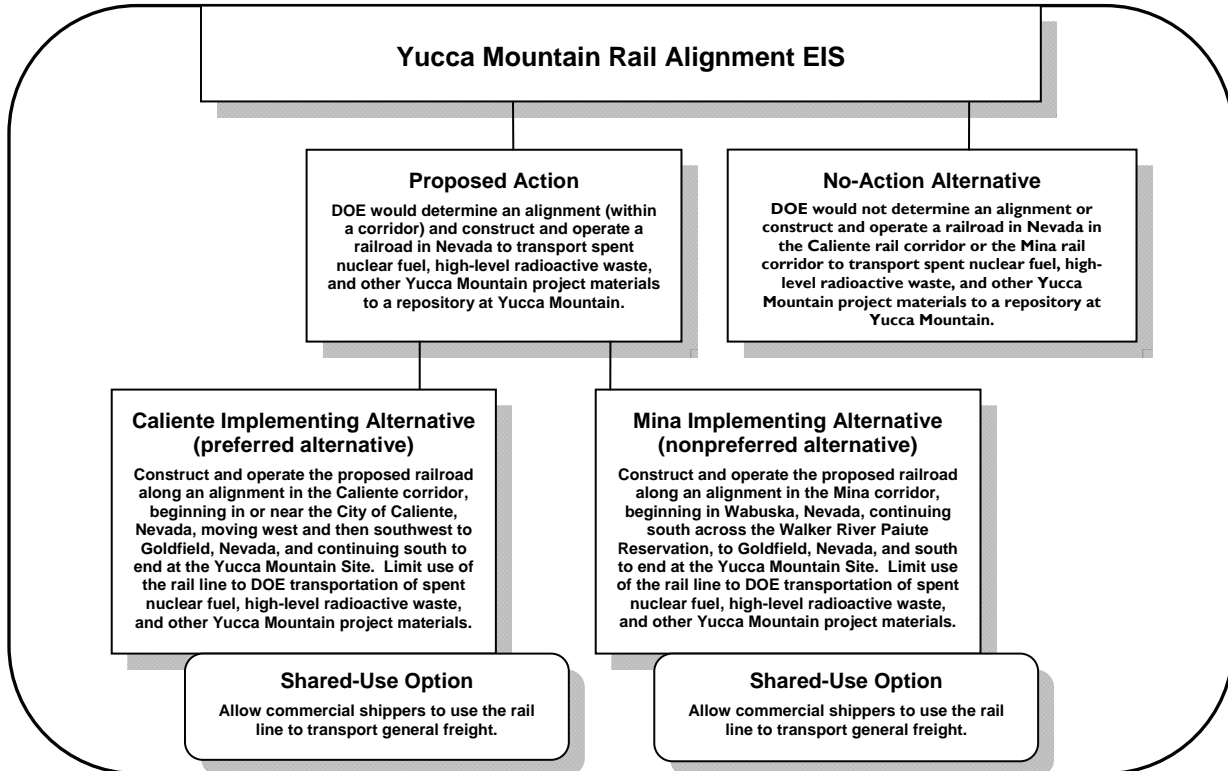 Yucca Mountain Rail Alignment EIS
Proposed Action
DOE would determine an alignment (within
a corridor) and construct and operate a
railroad in Nevada to transport spent
nuclear fuel, high-level radioactive waste,
and other Yucca Mountain project materials
to a repository at Yucca Mountain.
No-Action Alternative
DOE would not determine an alignment or
construct and operate a railroad in Nevada in
the Caliente rail corridor or the Mina rail
corridor to transport spent nuclear fuel, high-
level radioactive waste, and other Yucca
Mountain project materials to a repository at
Yucca Mountain.
Caliente Implementing Alternative
(preferred alternative)
Construct and operate the proposed railroad
along an alignment in the Caliente corridor,
beginning in or near the City of Caliente,
Nevada, moving west and then southwest to
Goldfield, Nevada, and continuing south to
end at the Yucca Mountain Site. Limit use of
the rail line to DOE transportation of spent
nuclear fuel, high-level radioactive waste,
and other Yucca Mountain project materials.
Mina Implementing Alternative
(nonpreferred alternative)
Construct and operate the proposed railroad
along an alignment in the Mina corridor,
beginning in Wabuska, Nevada, continuing
south across the Walker River Paiute
Reservation, to Goldfield, Nevada, and south
to end at the Yucca Mountain Site. Limit use
of the rail line to DOE transportation of spent
nuclear fuel, high-level radioactive waste,
and other Yucca Mountain project materials.
Shared-Use Option
Allow commercial shippers to use the rail
line to transport general freight.
Shared-Use Option
Allow commercial shippers to use the rail
line to transport general freight.